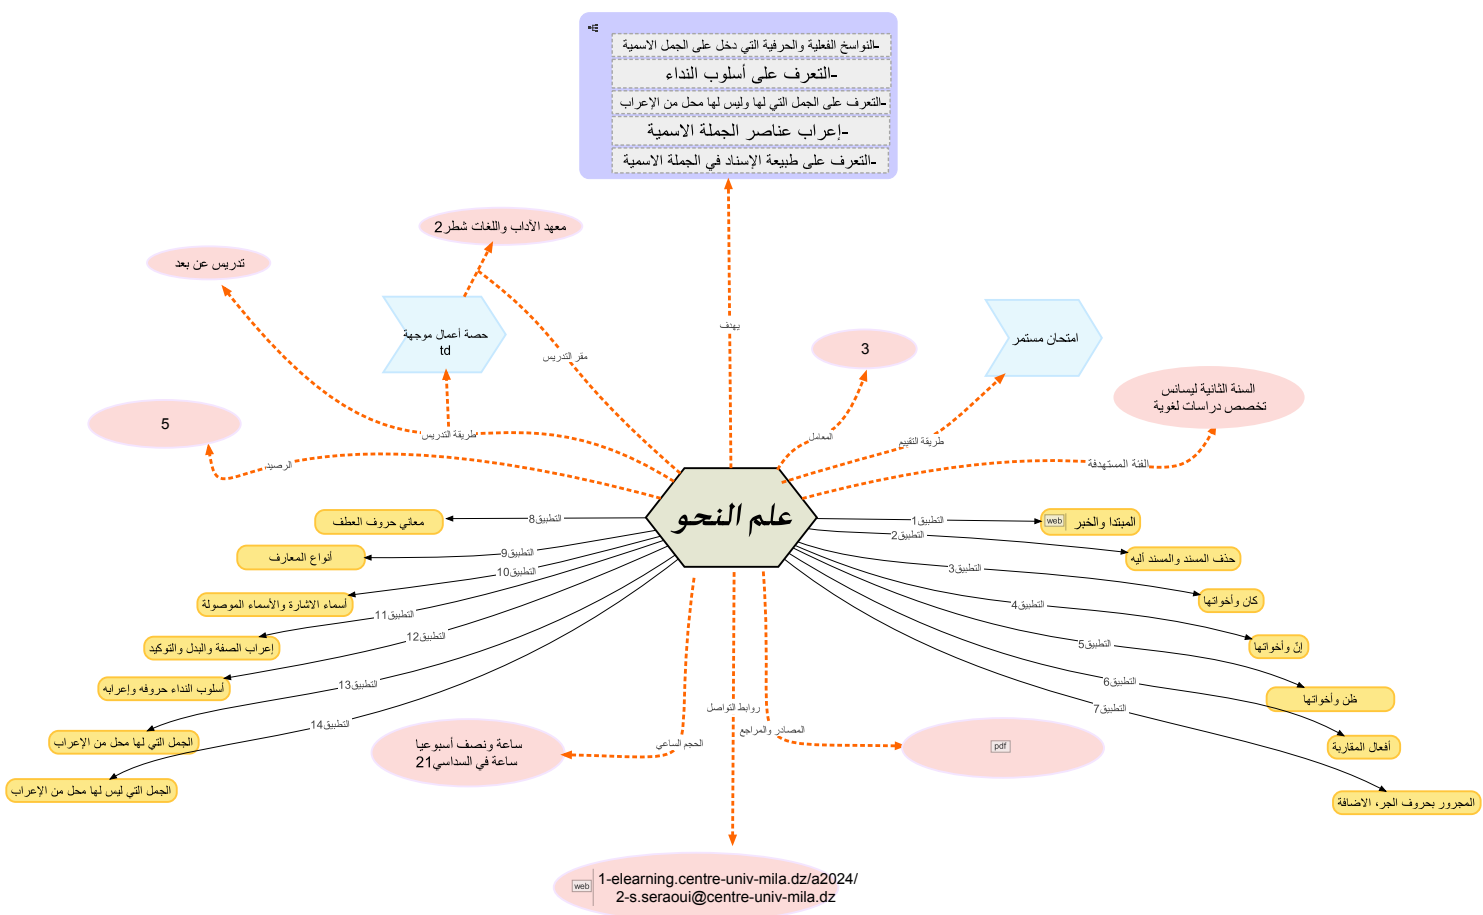 -النواسخ الفعلية والحرفية التي دخل على الجمل الاسمية
-التعرف على أسلوب النداء
-التعرف على الجمل التي لها وليس لها محل من الإعراب
-إعراب عناصر الجملة الاسمية
-التعرف على طبيعة الإسناد في الجملة الاسمية
معهد الأداب واللغات شطر2
تدريس عن بعد
حصة أعمال موجهة
td
يهدف
مقر التدريس
امتحان مستمر
3
السنة الثانية ليسانس
تخصص دراسات لغوية
5
طريقة التدريس
المعامل
طريقة التقييم
الرصيد
الفئة المستهدفة
علم النحو
التطبيق1
المبتدا والخبر
web
التطبيق2
حذف المسند والمسند أليه
التطبيق3
كان وأخواتها
التطبيق4
إنّ وأخواتها
التطبيق5
ظن وأخواتها
التطبيق6
أفعال المقاربة
التطبيق7
المجرور بحروف الجر، الاضافة
التطبيق8
معاني حروف العطف
التطبيق9
أنواع المعارف
التطبيق10
أسماء الاشارة والأسماء الموصولة
التطبيق11
إعراب الصفة والبدل والتوكيد
التطبيق12
أسلوب النداء حروفه وإعرابه
التطبيق13
الجمل التي لها محل من الإعراب
التطبيق14
الجمل التي ليس لها محل من الإعراب
الحجم الساعي
ساعة ونصف أسبوعيا
ساعة في السداسي21
روابط التواصل
المصادر والمراجع
pdf
web
1-elearning.centre-univ-mila.dz/a2024/
2-s.seraoui@centre-univ-mila.dz